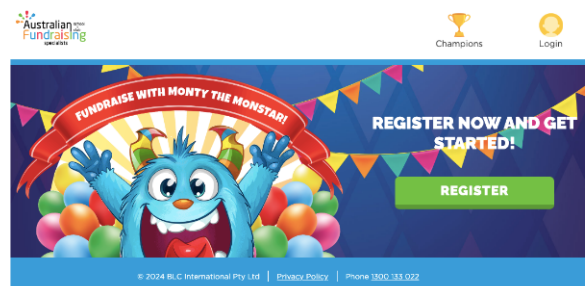 Australian
Fundraising
specialists
Champions
Login
FUNDRAISE WITH MONTY THE MONSTAR!
REGISTER NOW AND GET
STARTED!
REGISTER
© 2024 BLC International Pty Ltd | Privacy Policy | Phone 1300 133 022